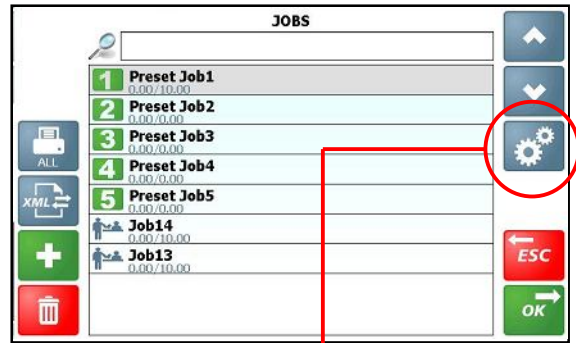 JOBS
1 Preset Job1
0.00/10.00
2 Preset Job2
0.00/0.00
3 Preset Job3
0.00/0.00
4 Preset Job4
0.00/0.00
5 Preset Job5
0.00/0.00
Job14
0.00/10.00
Job13
0.00/10.00
ALL
XML
ESC
OK